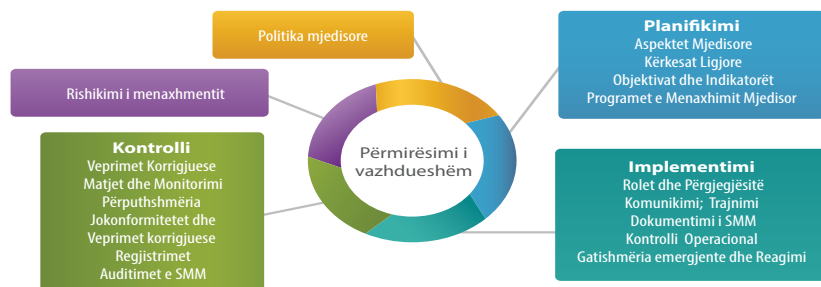 Politika mjedisore
Planifikimi
Aspektet Mjedisore
Kërkesat Ligjore
Objektivat dhe Indikatorët
Programet e Menaxhimit Mjedisor
Rishikimi i menaxhmentit
Përmirësimi i
vazhdueshëm
Kontrolli
Veprimet Korrigjuese
Matjet dhe Monitorimi
Përputhshmëria
Jokonformitetet dhe
Veprimet korrigjuese
Regjistrimet
Auditimet e SMM
Implementimi
Rolet dhe Përgjegjësitë
Komunikimi; Trajnimi
Dokumentimi i SMM
Kontrolli Operacional
Gatishmëria emergjente dhe Reagimi